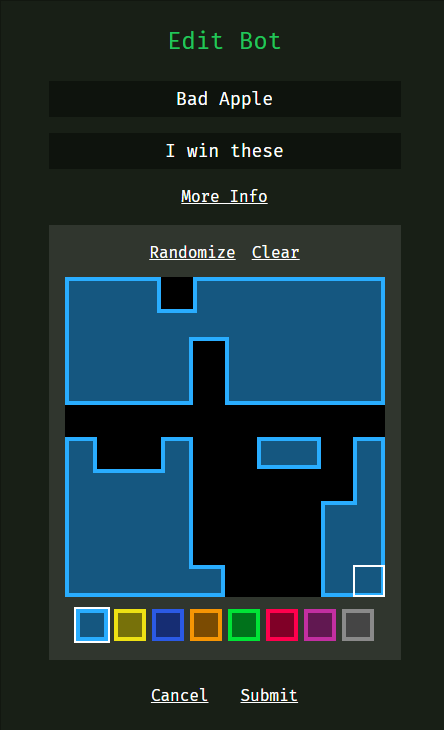 Edit Bot
Bad Apple
I win these
More Info
Randomize Clear
Cancel Submit